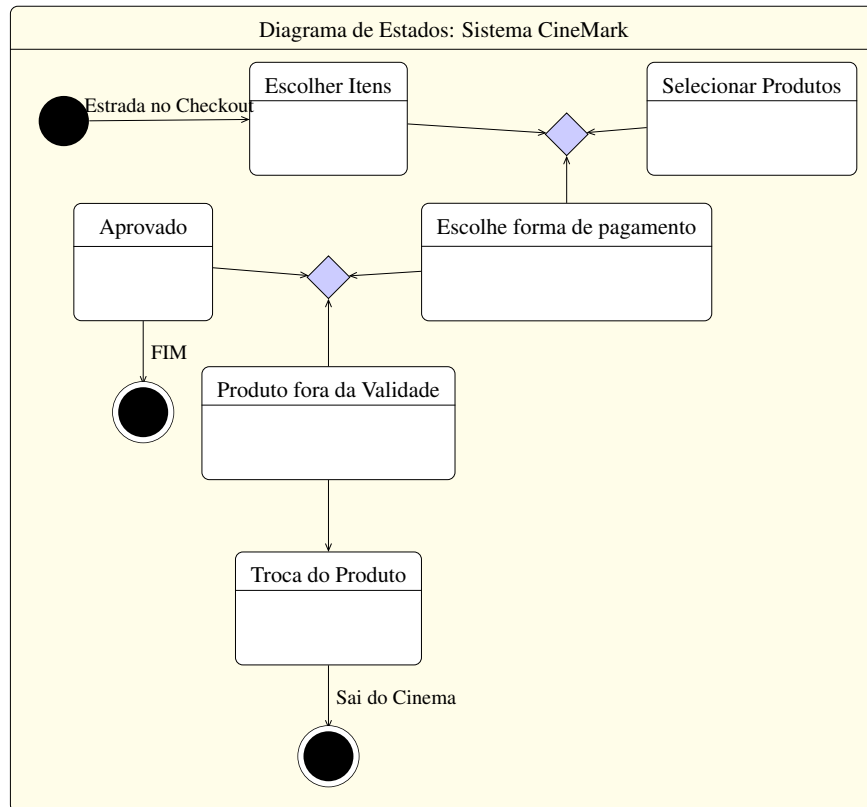 Diagrama de Estados: Sistema CineMark
Estrada no Checkout
Escolher Itens
Selecionar Produtos
Aprovado
Escolhe forma de pagamento
FIM
Produto fora da Validade
Troca do Produto
Sai do Cinema